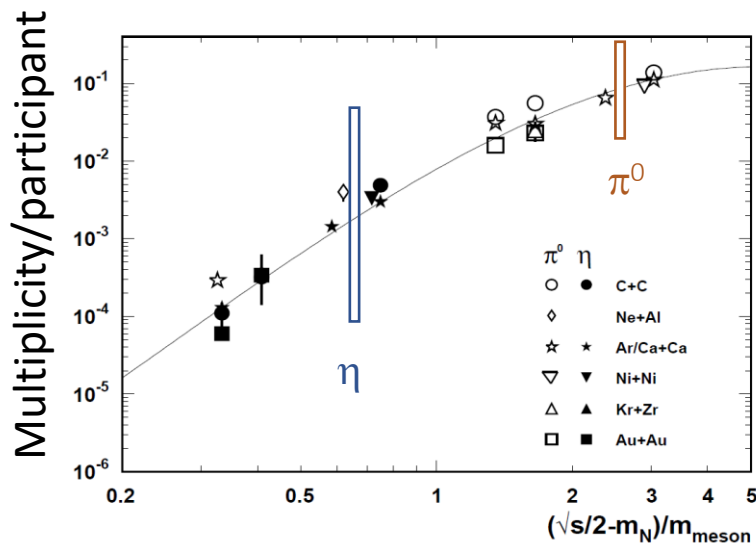 Multiplicity/participant
10⁻¹
10⁻²
10⁻³
10⁻⁴
10⁻⁵
10⁻⁶
π⁰
η
π⁰ η
C+C
Ne+Al
Ar/Ca+Ca
Ni+Ni
Kr+Zr
Au+Au
0.2 0.5 1 2 3 4 5
(√s/2-m_N)/m_meson